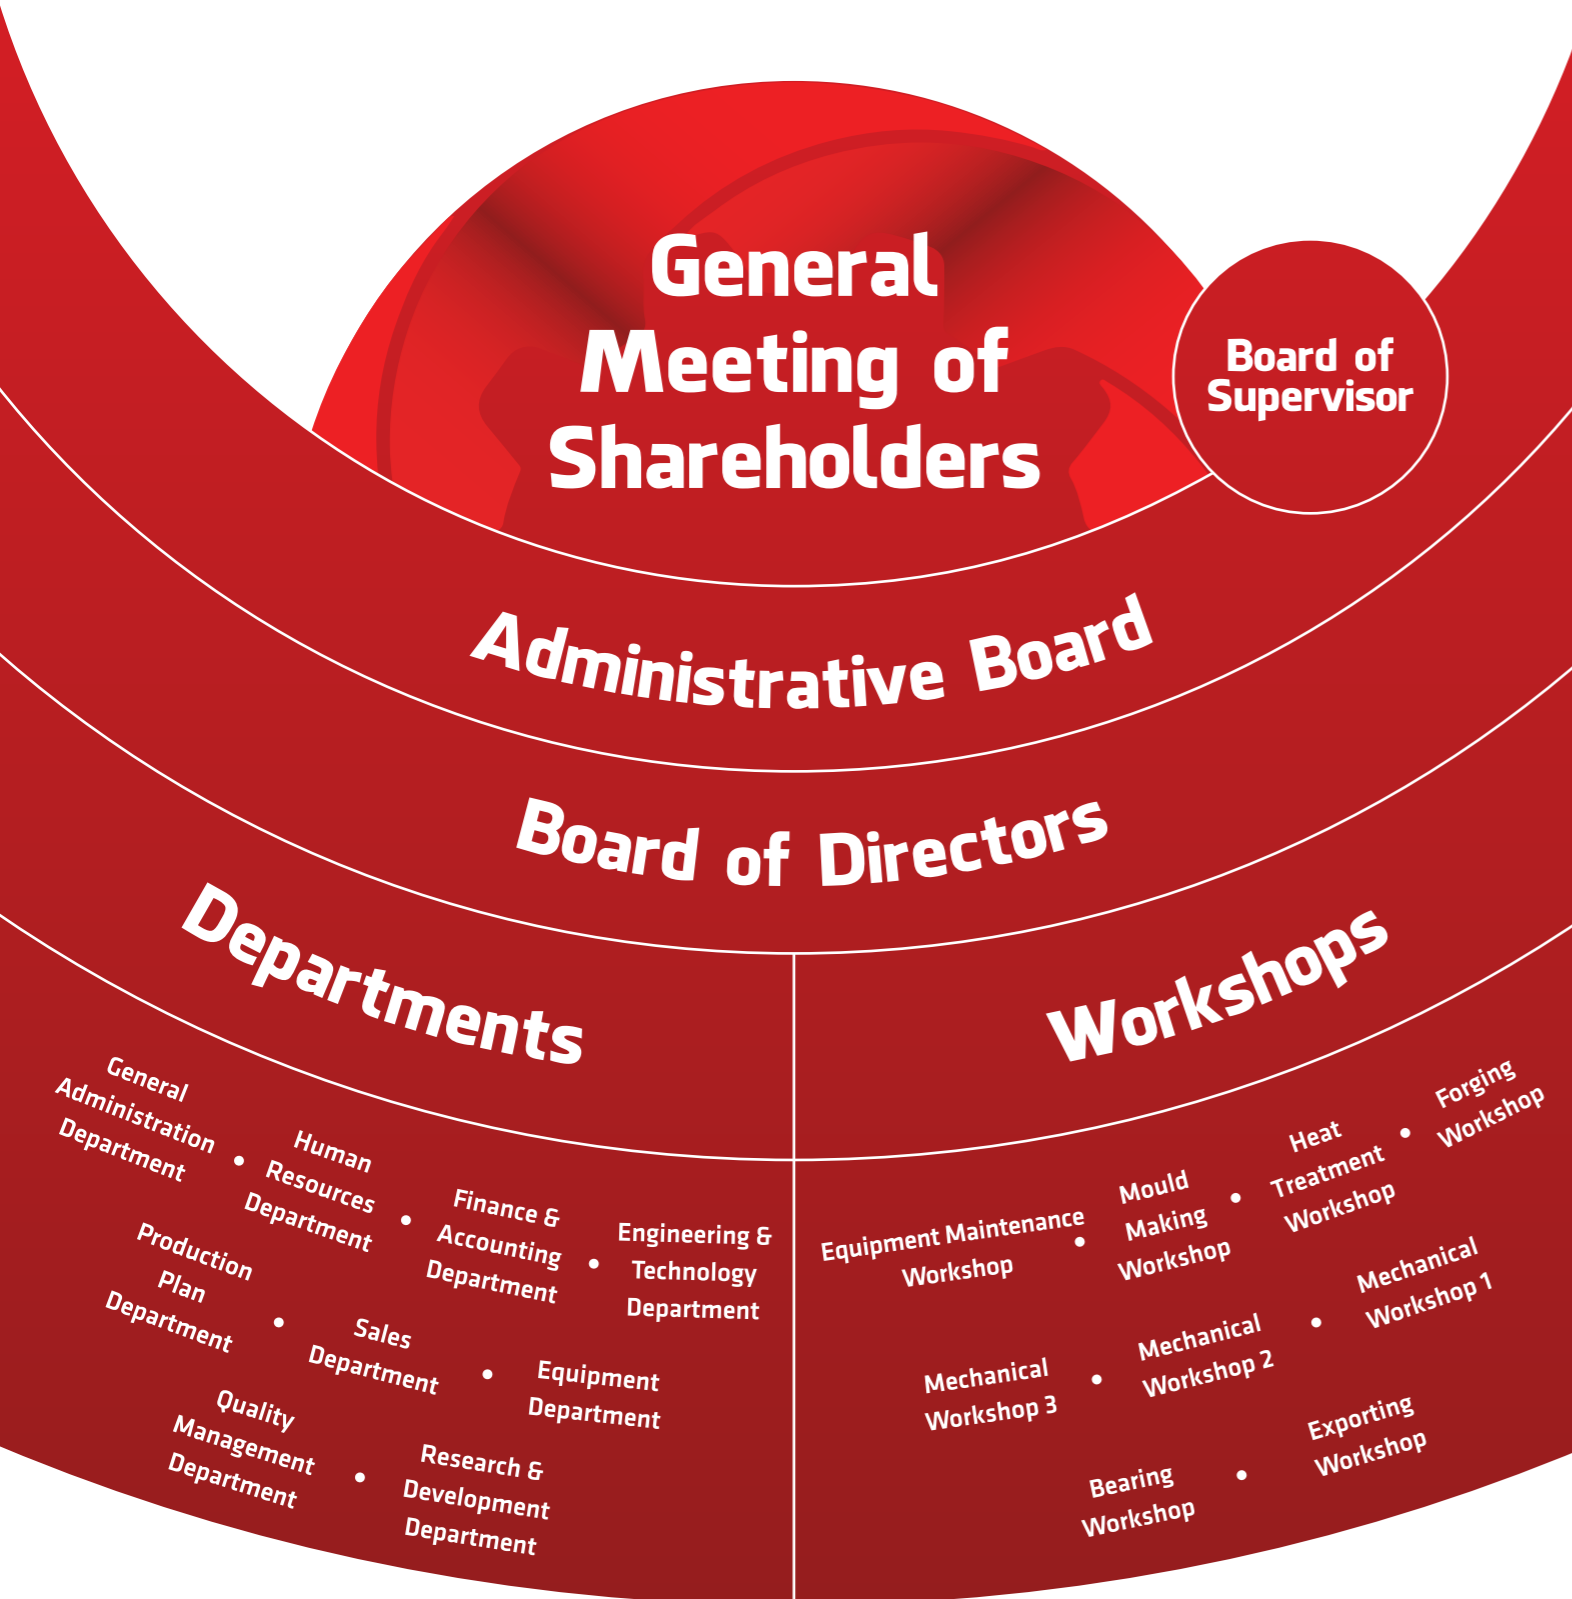 General
Meeting of
Shareholders
Board of
Supervisor
Administrative Board
Board of Directors
Departments
General
Administration
Department
Human
Resources
Department
Finance &
Accounting
Department
Engineering &
Technology
Department
Production
Plan
Department
Sales
Department
Equipment
Department
Quality
Management
Department
Research &
Development
Department
Workshops
Equipment Maintenance
Workshop
Mould
Making
Workshop
Heat
Treatment
Workshop
Forging
Workshop
Mechanical
Workshop 3
Mechanical
Workshop 2
Mechanical
Workshop 1
Bearing
Workshop
Exporting
Workshop